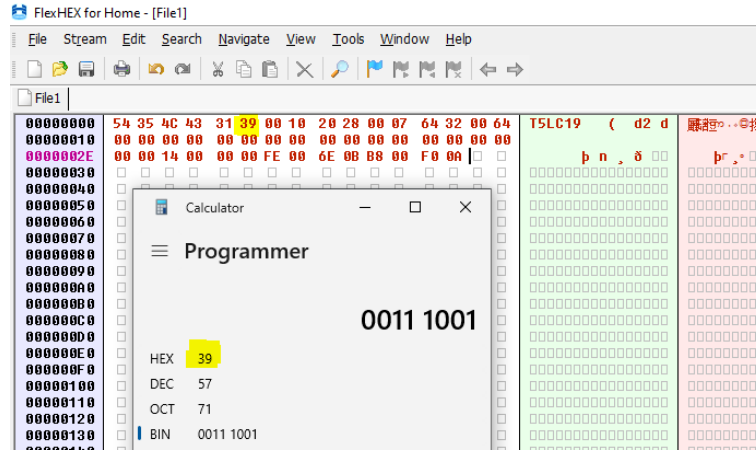 FlexHEX for Home - [File1]
File Stream Edit Search Navigate View Tools Window Help
File1
00000000 54 35 4C 43 31 39 00 10 20 28 00 07 64 32 00 64 T5LC19 ( d2 d
00000010 00 00 00 00 00 00 00 00 00 00 00 00 00 00 00 00
0000002E 00 00 14 00 00 00 FE 00 6E 0B B8 00 F0 0A þ n ¸ ð
00000030
00000040
00000050
00000060
00000070
00000080
00000090
000000A0
000000B0
000000C0
000000D0
000000E0
000000F0
00000100
00000110
00000120
00000130
Calculator
Programmer
0011 1001
HEX 39
DEC 57
OCT 71
BIN 0011 1001